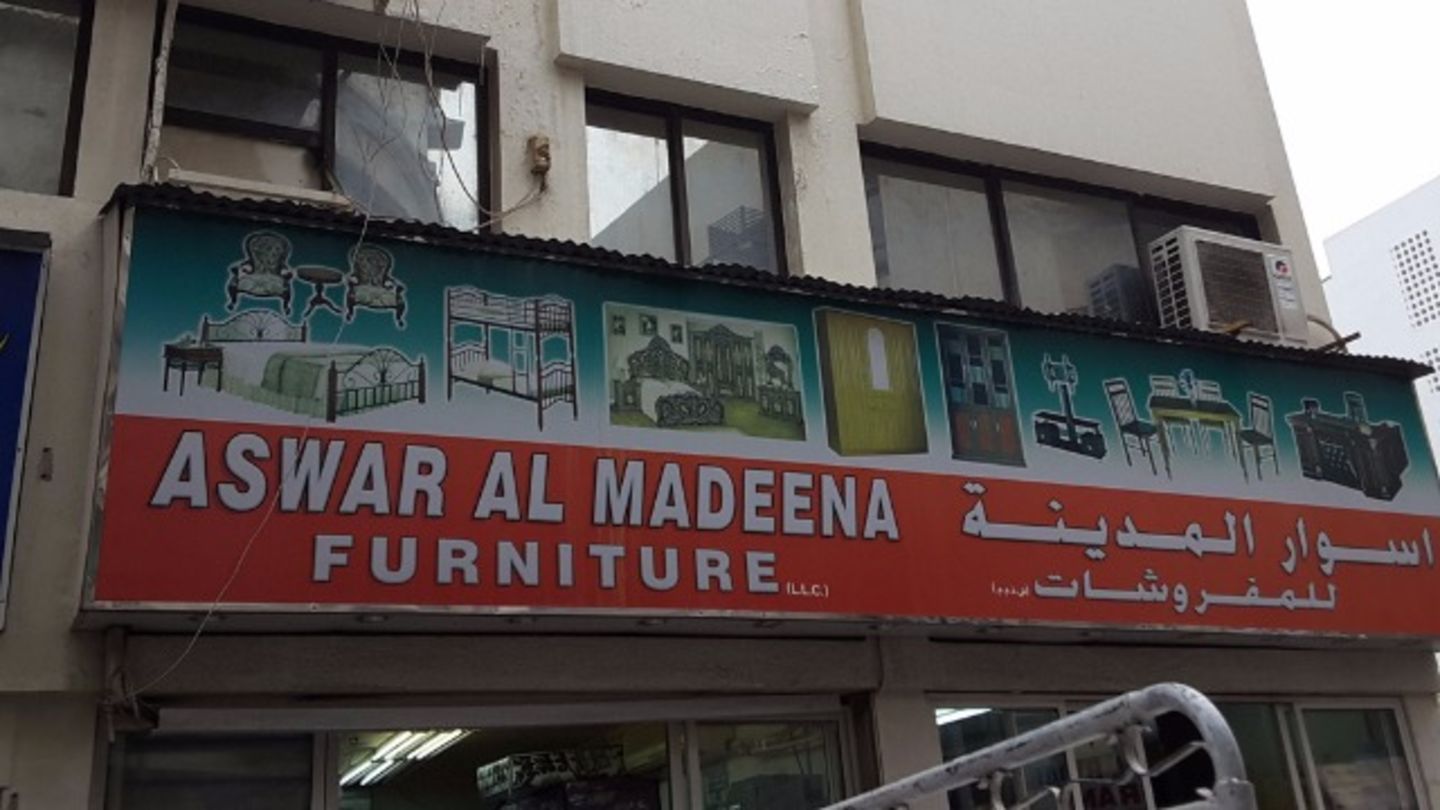 ASWAR AL MADEENA
FURNITURE (L.L.C.)
اسوار المدينة
للمفروشات (ش.ذ.م.م)